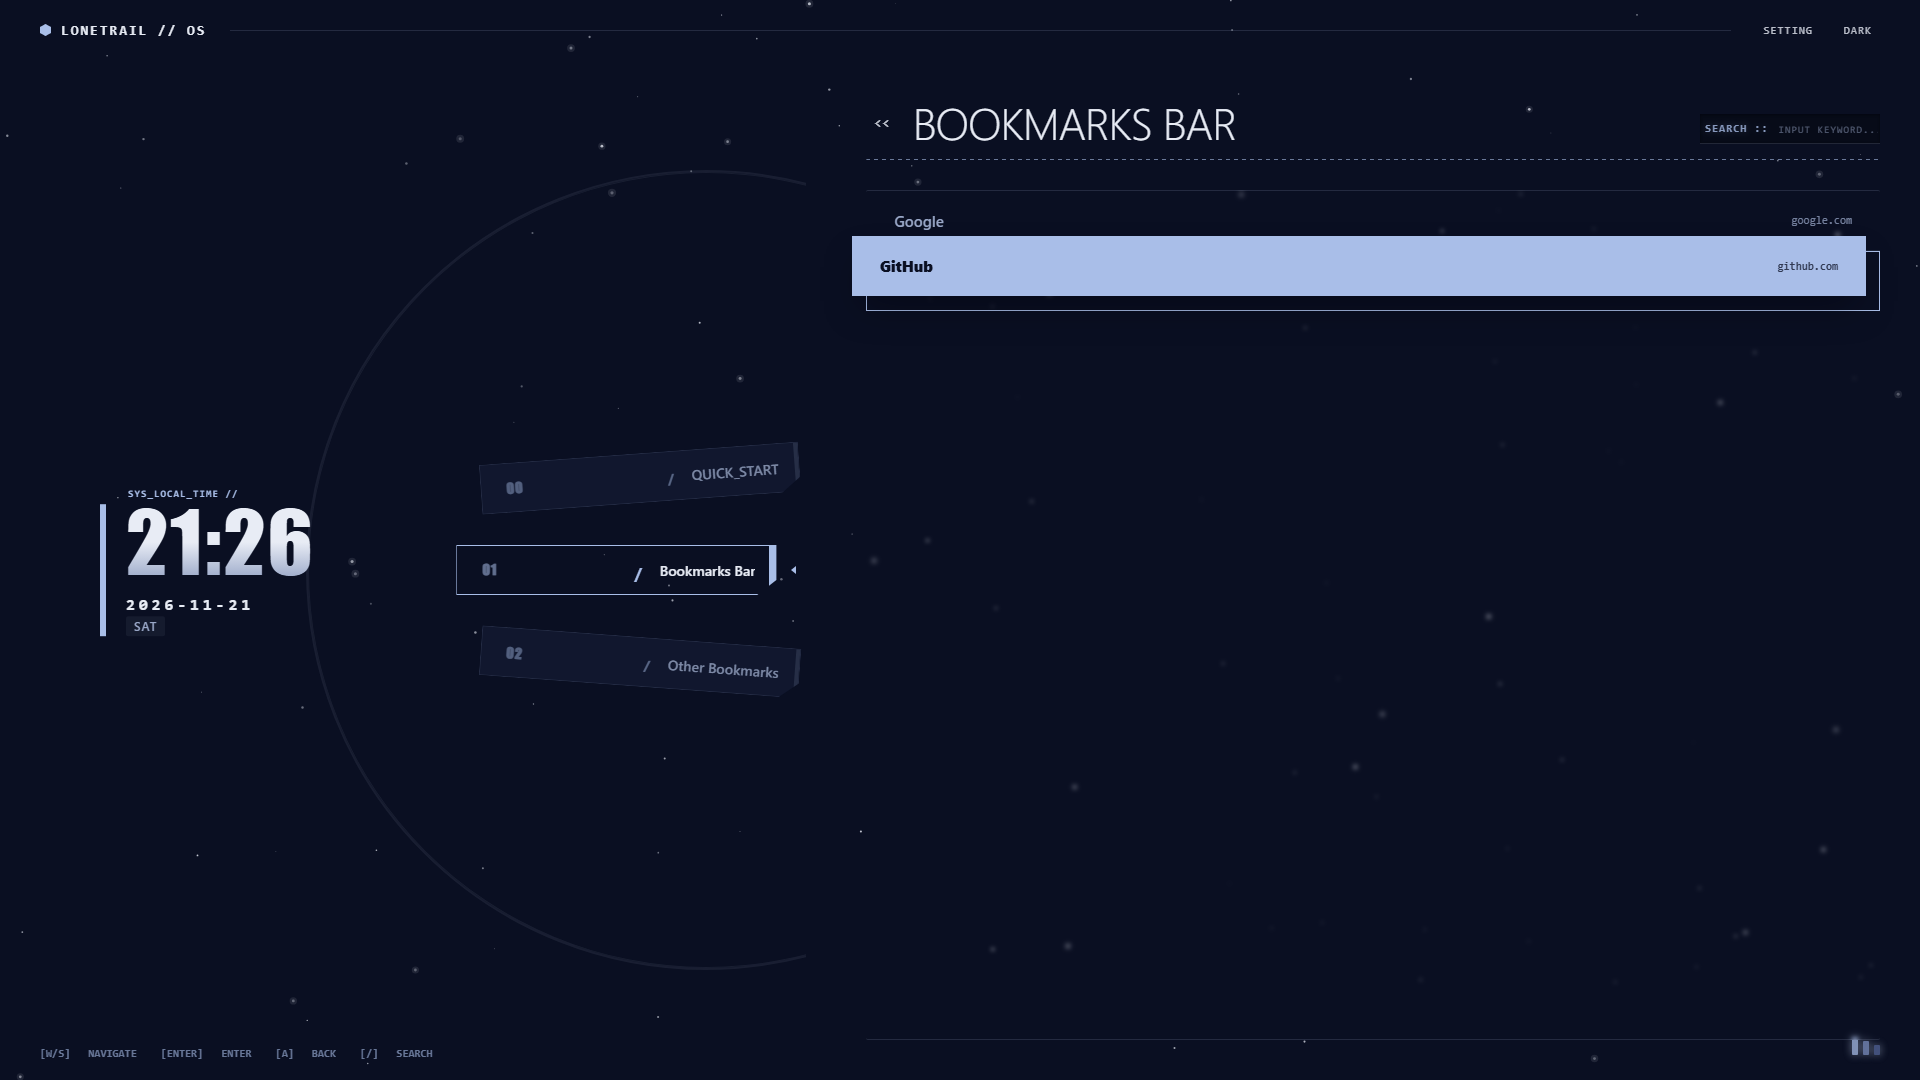 LONETRAIL // OS
SETTING DARK
<< BOOKMARKS BAR
SEARCH :: INPUT KEYWORD..
Google google.com
GitHub github.com
00 / QUICK_START
SYS_LOCAL_TIME //
21:26
2026-11-21
SAT
01 / Bookmarks Bar
02 / Other Bookmarks
[W/S] NAVIGATE [ENTER] ENTER [A] BACK [/] SEARCH